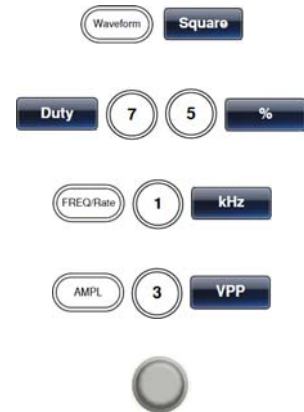 Waveform Square
Duty 7 5 %
FREQ/Rate 1 kHz
AMPL 3 VPP